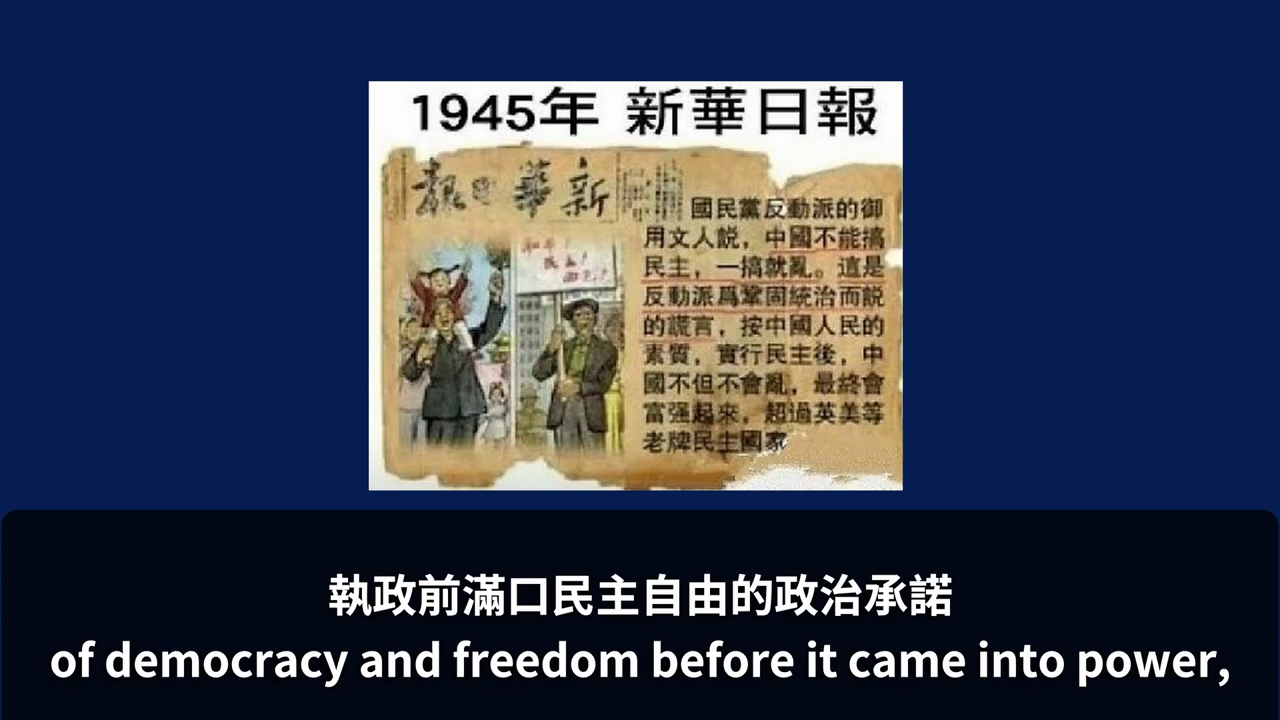 1945年 新華日報
報日華新
國民黨反動派的御
用文人説，中國不能搞
民主，一搞就亂。這是
反動派爲鞏固統治而説
的謊言，按中國人民的
素質，實行民主後，中
國不但不會亂，最終會
富强起來，超過英美等
老牌民主國家
執政前滿口民主自由的政治承諾
of democracy and freedom before it came into power,